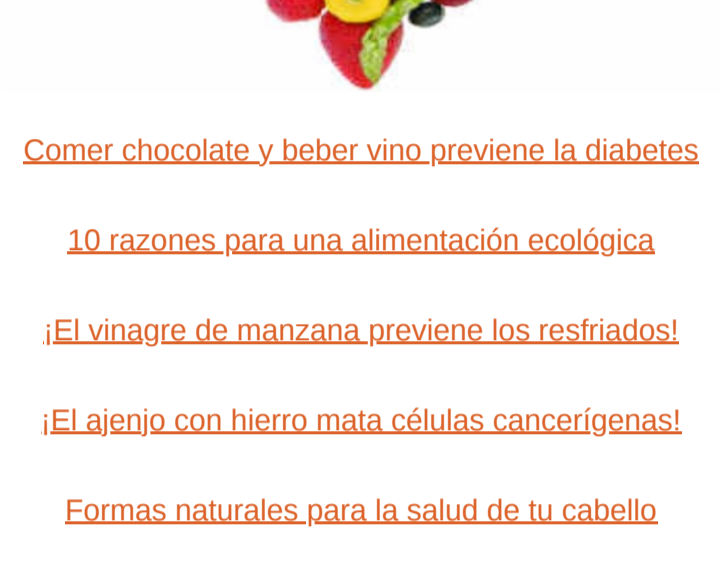 Comer chocolate y beber vino previene la diabetes
10 razones para una alimentación ecológica
¡El vinagre de manzana previene los resfriados!
¡El ajenjo con hierro mata células cancerígenas!
Formas naturales para la salud de tu cabello